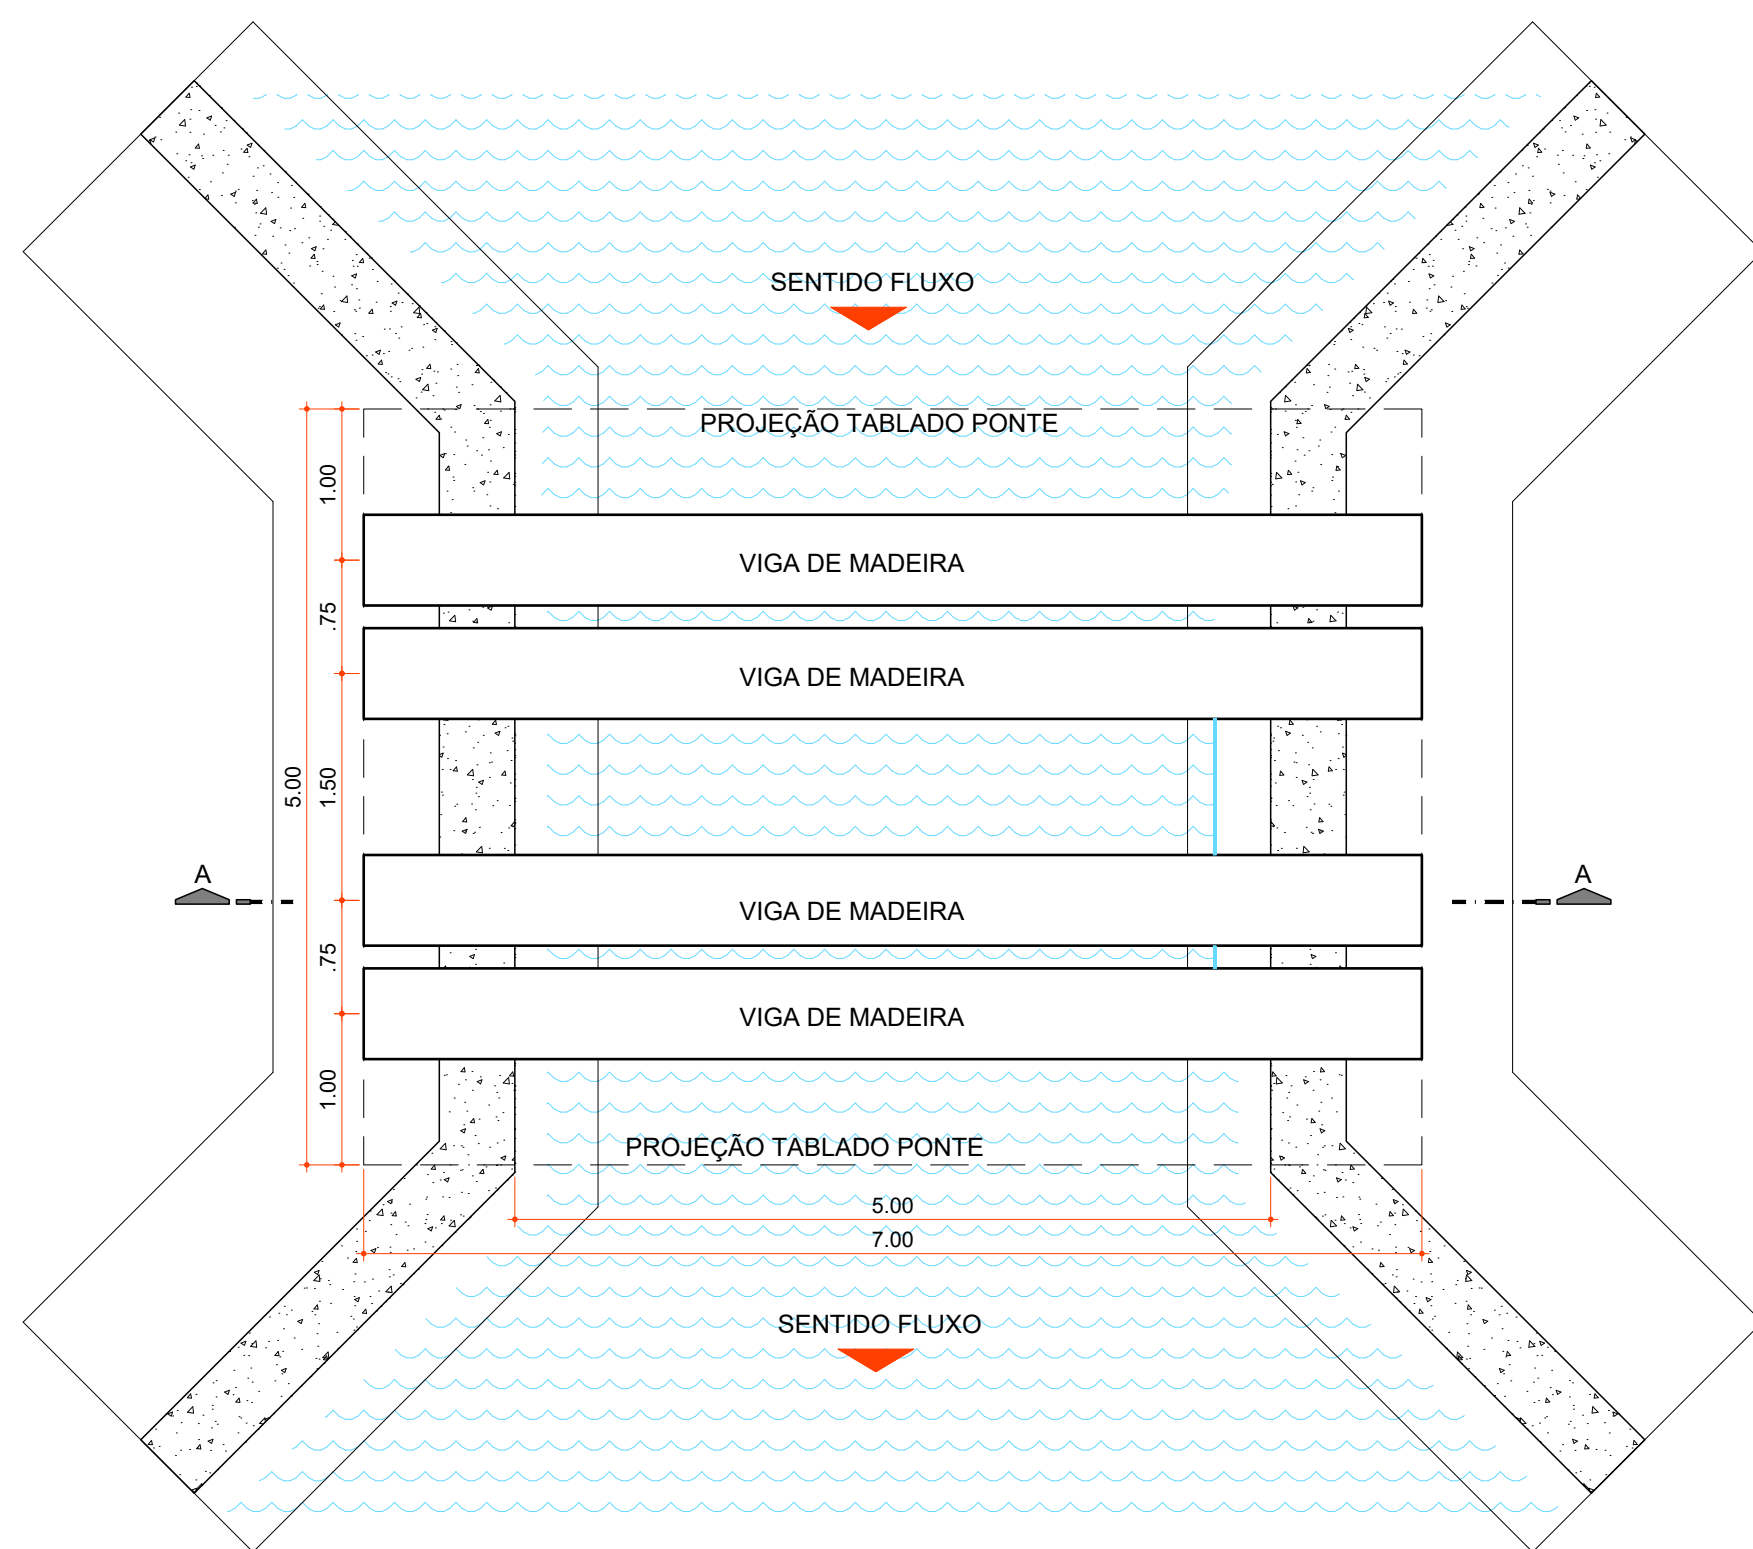 SENTIDO FLUXO
PROJEÇÃO TABLADO PONTE
1.00
VIGA DE MADEIRA
.75
VIGA DE MADEIRA
5.00
1.50
A
A
VIGA DE MADEIRA
.75
VIGA DE MADEIRA
1.00
PROJEÇÃO TABLADO PONTE
5.00
7.00
SENTIDO FLUXO